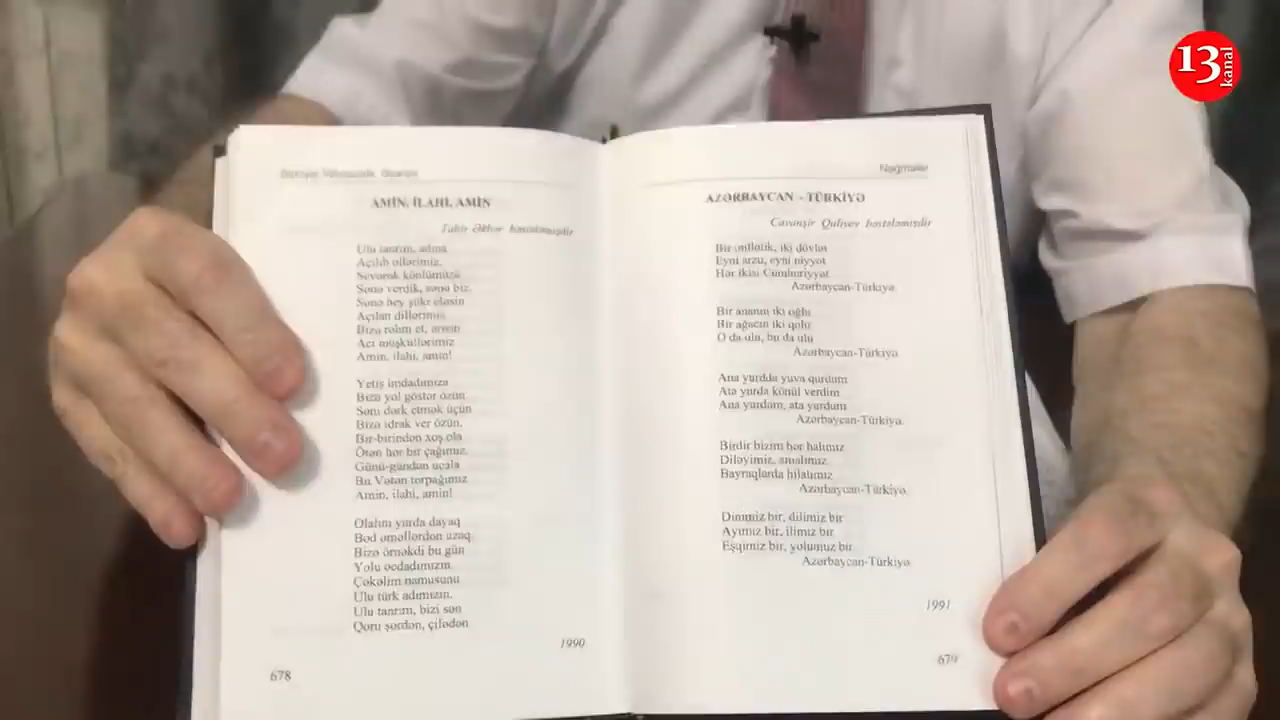 Bəxtiyar Vahabzadə. Əsərləri
AMİN, İLAHİ, AMİN
Tahir Əkbər bəstələmişdir
Ulu tanrım, adına
Açılıb əllərimiz.
Sevərək könlümüzü
Sənə verdik, sənə biz.
Sənə hey şükr eləsin
Açılan dillərimiz
Bizə rəhm et, ərisin
Acı müşküllərimiz
Amin, ilahi, amin!
Yetiş imdadımıza
Bizə yol göstər özün
Səni dərk etmək üçün
Bizə idrak ver özün.
Bir-birindən xoş ola
Ötən hər bir çağımız.
Günü-gündən ucala
Bu Vətən torpağımız
Amin, ilahi, amin!
Olalım yurda dayaq
Bəd əməllərdən uzaq
Bizə örnəkdi bu gün
Yolu əcdadımızın.
Çəkəlim namusunu
Ulu türk adımızın.
Ulu tanrım, bizi sən
Qoru şərdən, çilədən
1990
678
Nəğmələr
AZƏRBAYCAN - TÜRKİYƏ
Cavanşir Quliyev bəstələmişdir
Bir millətik, iki dövlət
Eyni arzu, eyni niyyət
Hər ikisi Cümhuriyyət
Azərbaycan-Türkiyə.
Bir ananın iki oğlu
Bir ağacın iki qolu
O da ulu, bu da ulu
Azərbaycan-Türkiyə
Ana yurdda yuva qurdum
Ata yurda könül verdim
Ana yurdum, ata yurdum
Azərbaycan-Türkiyə.
Birdir bizim hər halımız
Diləyimiz, amalımız
Bayraqlarda hilalımız
Azərbaycan-Türkiyə.
Dinimiz bir, dilimiz bir
Ayımız bir, ilimiz bir
Eşqimiz bir, yolumuz bir
Azərbaycan-Türkiyə
1991
679
13
kanal